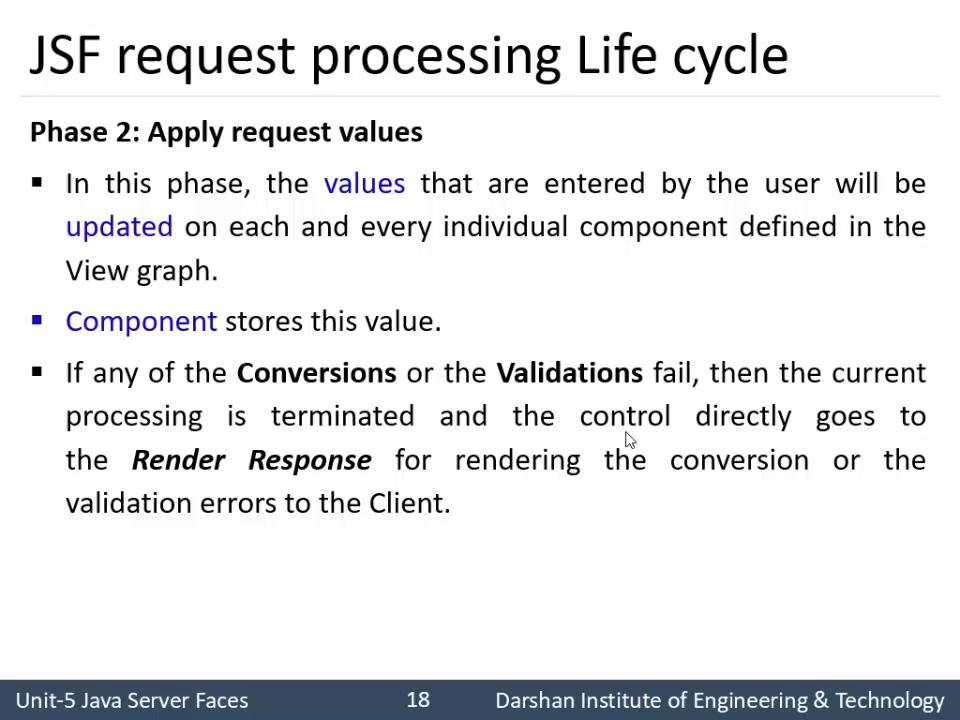 JSF request processing Life cycle
Phase 2: Apply request values
▪ In this phase, the values that are entered by the user will be
updated on each and every individual component defined in the
View graph.
▪ Component stores this value.
▪ If any of the Conversions or the Validations fail, then the current
processing is terminated and the control directly goes to
the Render Response for rendering the conversion or the
validation errors to the Client.
Unit-5 Java Server Faces 18 Darshan Institute of Engineering & Technology